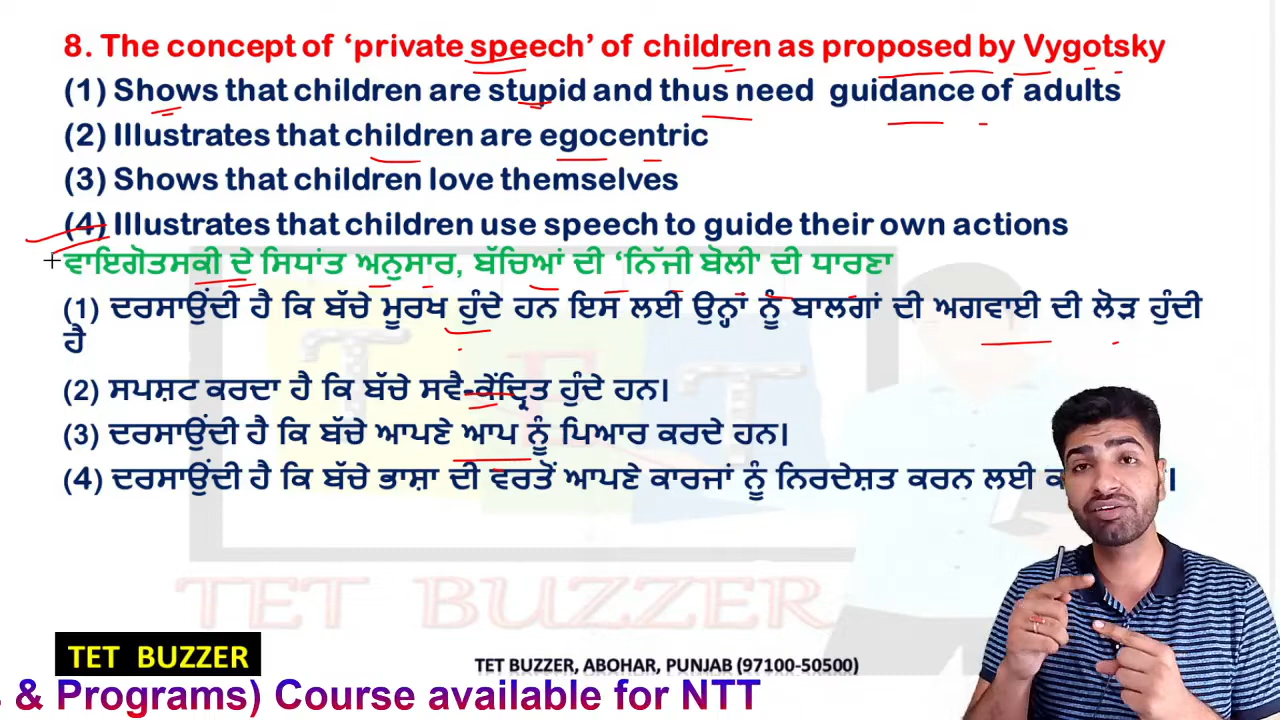 8. The concept of ‘private speech’ of children as proposed by Vygotsky
(1) Shows that children are stupid and thus need guidance of adults
(2) Illustrates that children are egocentric
(3) Shows that children love themselves
(4) Illustrates that children use speech to guide their own actions
ਵਾਇਗੋਤਸਕੀ ਦੇ ਸਿਧਾਂਤ ਅਨੁਸਾਰ, ਬੱਚਿਆਂ ਦੀ ‘ਨਿੱਜੀ ਬੋਲੀ' ਦੀ ਧਾਰਣਾ
(1) ਦਰਸਾਉਂਦੀ ਹੈ ਕਿ ਬੱਚੇ ਮੂਰਖ ਹੁੰਦੇ ਹਨ ਇਸ ਲਈ ਉਨ੍ਹਾਂ ਨੂੰ ਬਾਲਗਾਂ ਦੀ ਅਗਵਾਈ ਦੀ ਲੋੜ ਹੁੰਦੀ
ਹੈ
(2) ਸਪਸ਼ਟ ਕਰਦਾ ਹੈ ਕਿ ਬੱਚੇ ਸਵੈ-ਕੇਂਦ੍ਰਿਤ ਹੁੰਦੇ ਹਨ।
(3) ਦਰਸਾਉਂਦੀ ਹੈ ਕਿ ਬੱਚੇ ਆਪਣੇ ਆਪ ਨੂੰ ਪਿਆਰ ਕਰਦੇ ਹਨ।
(4) ਦਰਸਾਉਂਦੀ ਹੈ ਕਿ ਬੱਚੇ ਭਾਸ਼ਾ ਦੀ ਵਰਤੋਂ ਆਪਣੇ ਕਾਰਜਾਂ ਨੂੰ ਨਿਰਦੇਸ਼ਤ ਕਰਨ ਲਈ
TET
TET BUZZER
TET BUZZER
TET BUZZER, ABOHAR, PUNJAB (97100-50500)
& Programs) Course available for NTT